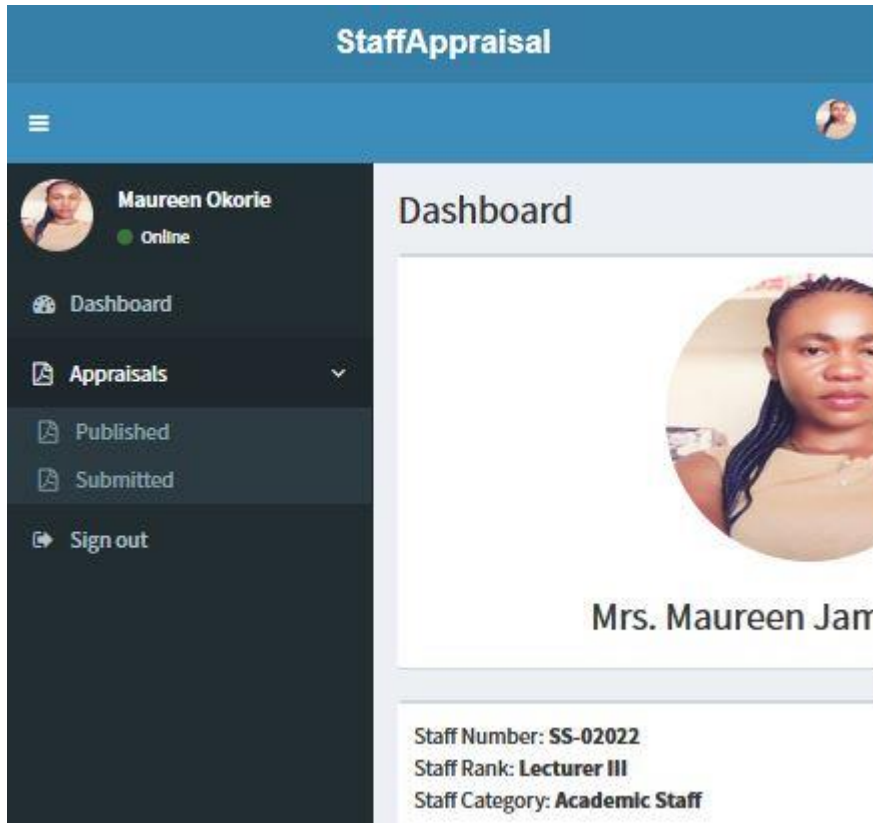 StaffAppraisal
Maureen Okorie
Online
Dashboard
Appraisals
Published
Submitted
Sign out
Dashboard
Mrs. Maureen Jam
Staff Number: SS-02022
Staff Rank: Lecturer III
Staff Category: Academic Staff